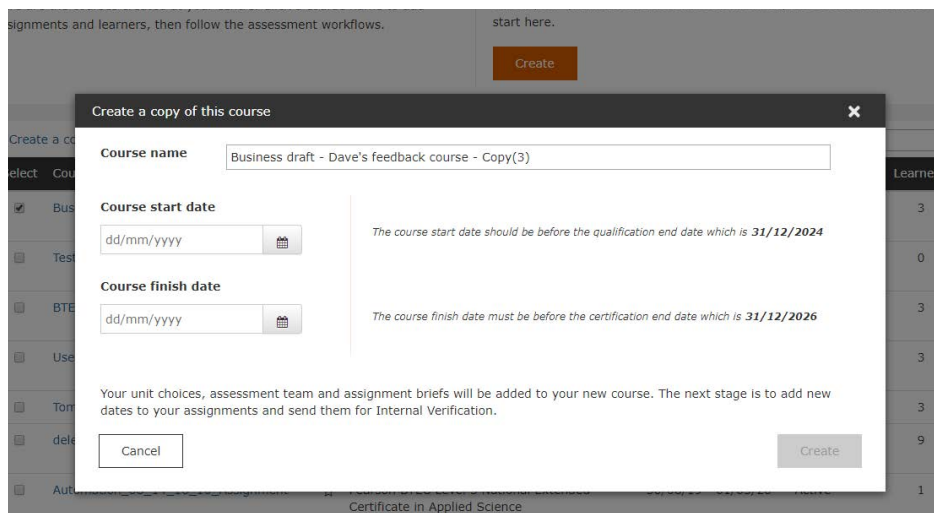 signments and learners, then follow the assessment workflows.
start here.
Create
Create a copy of this course
Create a co
Course name
Business draft - Dave's feedback course - Copy(3)
elect Cou
Learne
Bus
3
Course start date
dd/mm/yyyy
The course start date should be before the qualification end date which is 31/12/2024
Test
0
Course finish date
BTE
3
dd/mm/yyyy
The course finish date must be before the certification end date which is 31/12/2026
Use
3
Your unit choices, assessment team and assignment briefs will be added to your new course. The next stage is to add new
dates to your assignments and send them for Internal Verification.
Tom
3
dele
9
Cancel
Create
1
Certificate in Applied Science